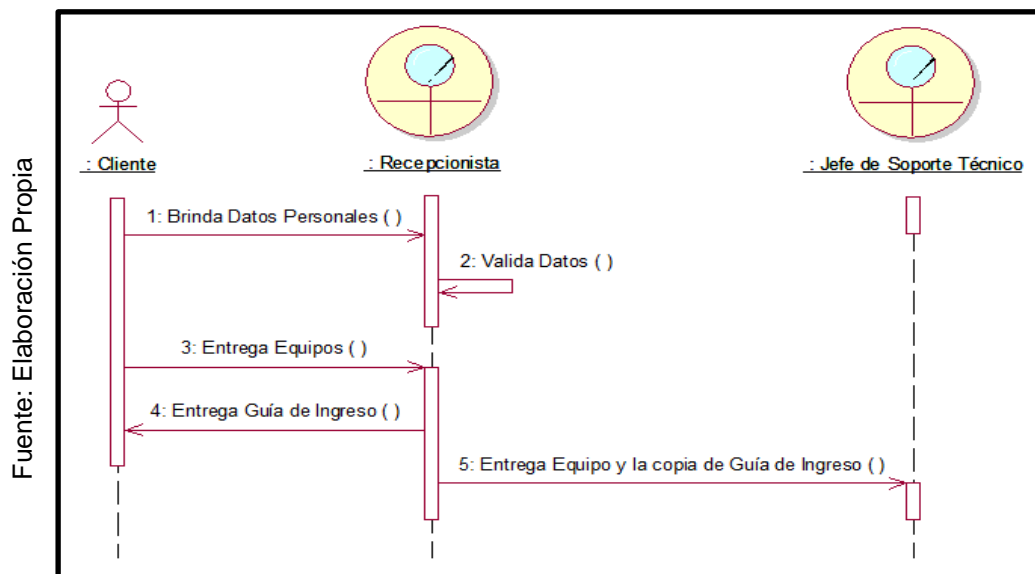 : Cliente
: Recepcionista
: Jefe de Soporte Técnico
1: Brinda Datos Personales ( )
2: Valida Datos ( )
3: Entrega Equipos ( )
4: Entrega Guía de Ingreso ( )
5: Entrega Equipo y la copia de Guía de Ingreso ( )
Fuente: Elaboración Propia